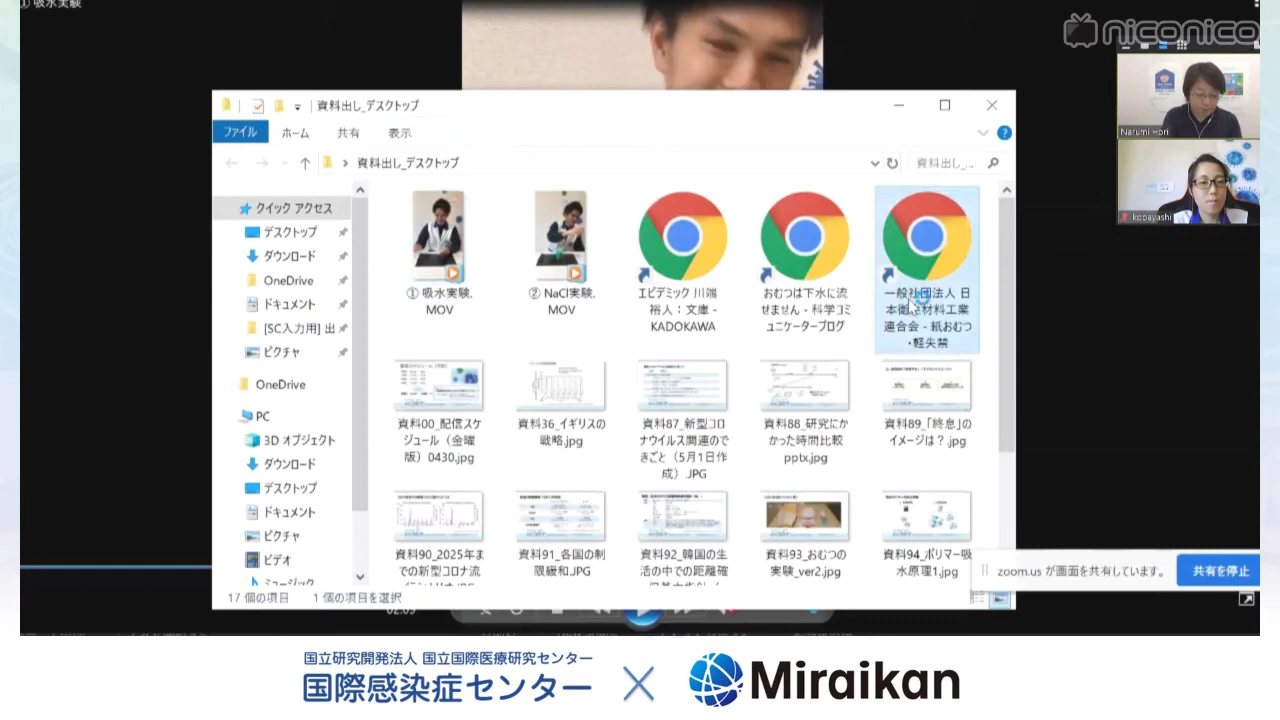 ① 吸水実験
niconico
資料出し_デスクトップ
ファイル
ホーム
共有
表示
資料出し_デスクトップ
資料出し_...
クイック アクセス
デスクトップ
ダウンロード
OneDrive
ドキュメント
[SC入力用] 出
ピクチャ
OneDrive
PC
3D オブジェクト
ダウンロード
デスクトップ
ドキュメント
ピクチャ
ビデオ
ミュージック
① 吸水実験.
MOV
② NaCl実験.
MOV
エピデミック 川端
裕人：文庫 -
KADOKAWA
おむつは下水に流
せません - 科学コミ
ュニケーターブログ
一般社団法人 日
本衛生材料工業
連合会 - 紙おむつ
・軽失禁
資料00_配信スケ
ジュール（金曜
版）0430.jpg
資料36_イギリスの
戦略.jpg
資料87_新型コロ
ナウイルス関連ので
きごと（5月1日作
成）.JPG
資料88_研究にか
かった時間比較
pptx.jpg
資料89_「終息」の
イメージは？.jpg
資料90_2025年ま
での新型コロナ流
資料91_各国の制
限緩和.JPG
資料92_韓国の生
活の中での距離確
資料93_おむつの
実験_ver2.jpg
資料94_ポリマー吸
水原理1.jpg
17 個の項目
1 個の項目を選択
02:09
Narumi Hori
kobayashi
zoom.us が画面を共有しています。
共有を停止
国立研究開発法人 国立国際医療研究センター
国際感染症センター
Miraikan